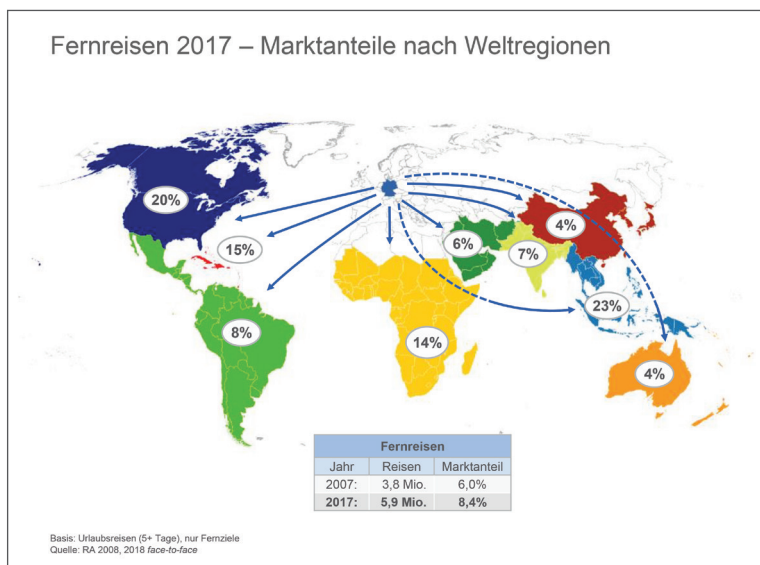 Fernreisen 2017 – Marktanteile nach Weltregionen
20%
15%
8%
14%
6%
7%
4%
23%
4%
Fernreisen
Jahr Reisen Marktanteil
2007: 3,8 Mio. 6,0%
2017: 5,9 Mio. 8,4%
Basis: Urlaubsreisen (5+ Tage), nur Fernziele
Quelle: RA 2008, 2018 face-to-face